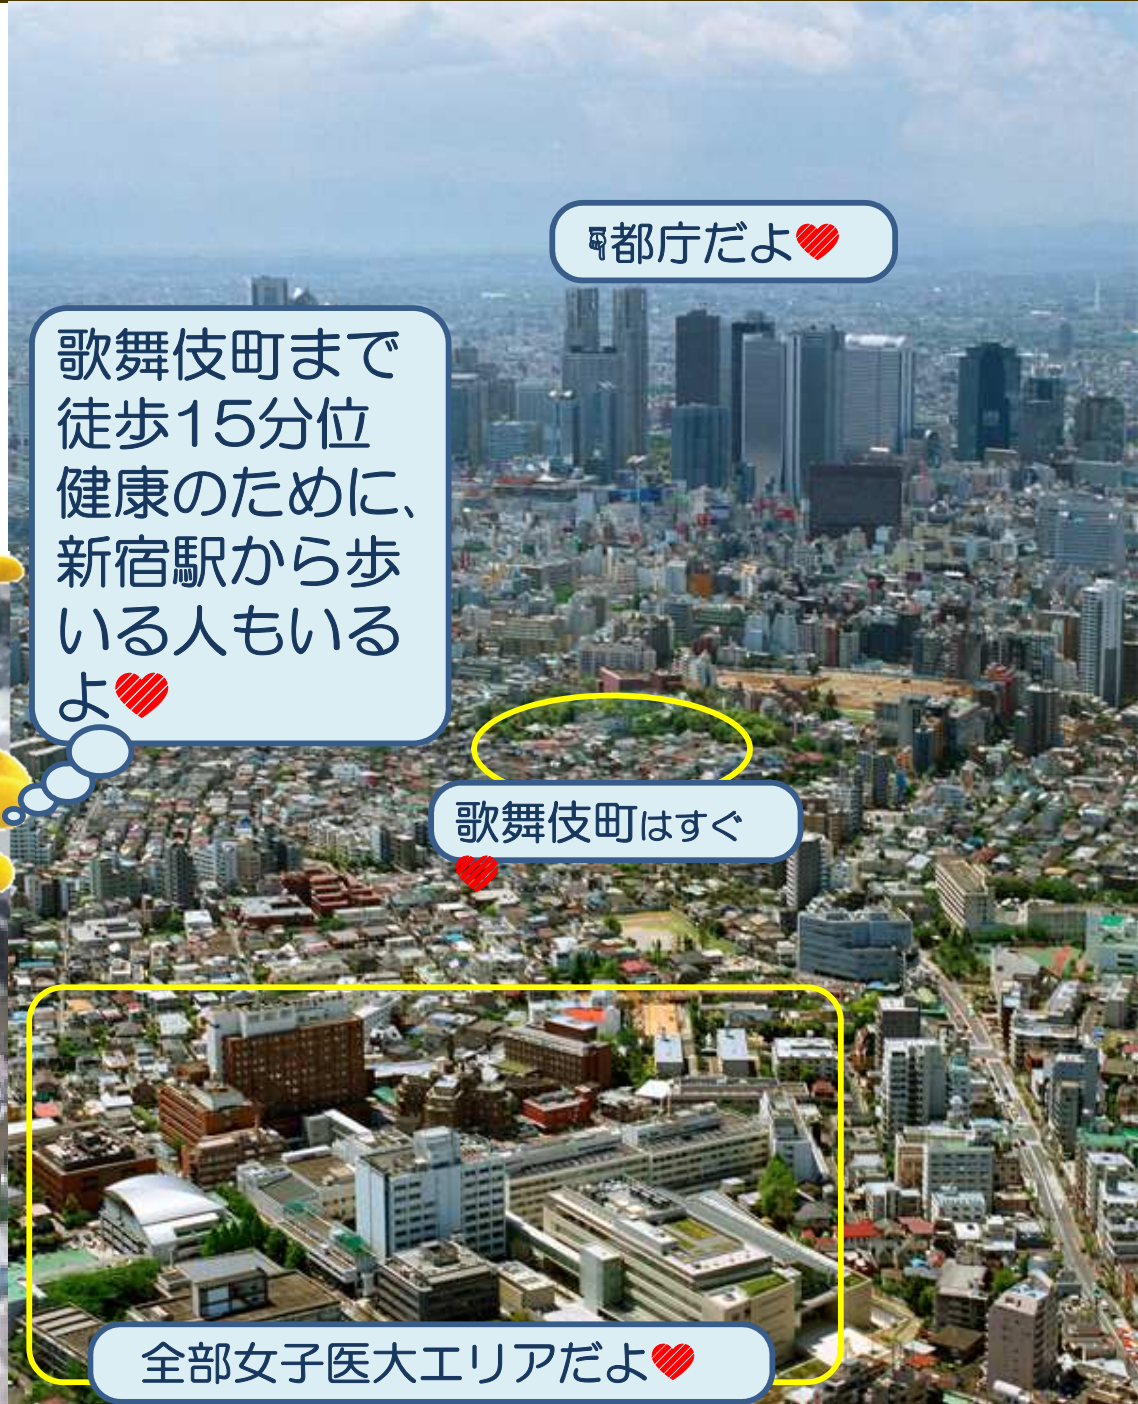 ☟都庁だよ❤
歌舞伎町まで
徒歩15分位
健康のために、
新宿駅から歩
いる人もいる
よ❤
歌舞伎町はすぐ
❤
全部女子医大エリアだよ❤